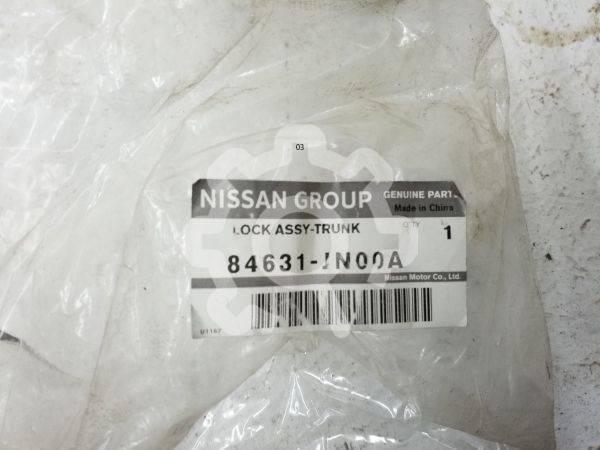 03
NISSAN GROUP GENUINE PARTS
Made in China
LOCK ASSY-TRUNK QTY 1
84631-JN00A
Nissan Motor Co., Ltd.
U1167